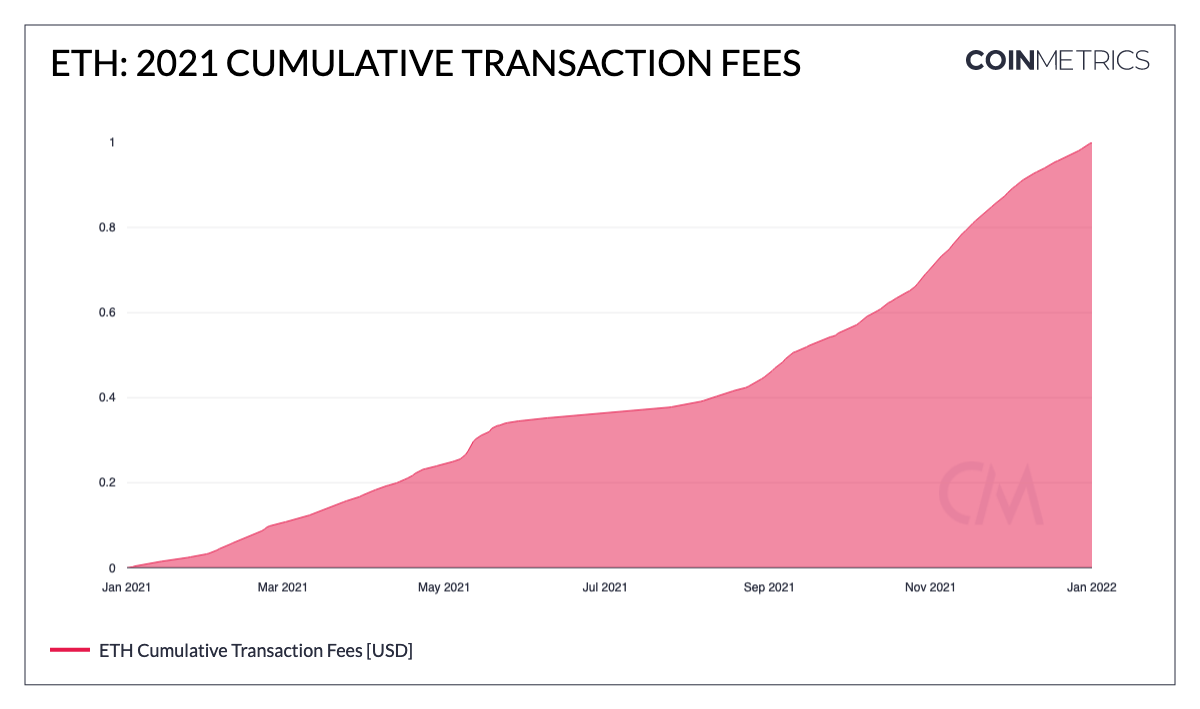 ETH: 2021 CUMULATIVE TRANSACTION FEES
COINMETRICS
1
0.8
0.6
0.4
0.2
0
Jan 2021 Mar 2021 May 2021 Jul 2021 Sep 2021 Nov 2021 Jan 2022
CM
ETH Cumulative Transaction Fees [USD]